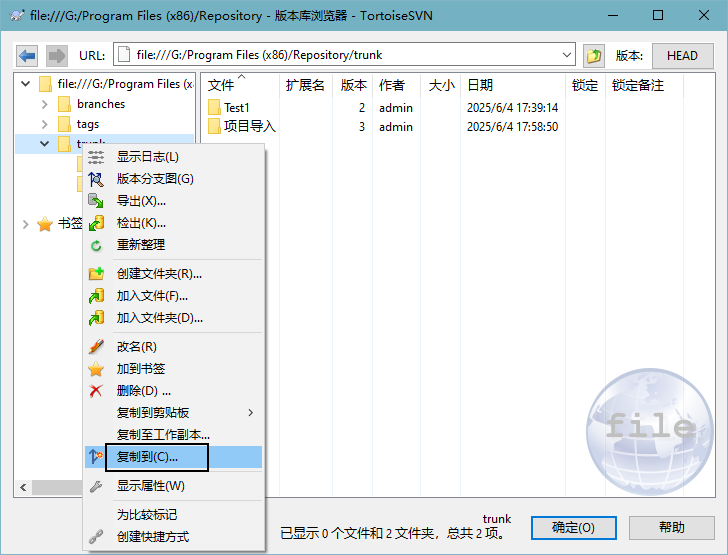 file:///G:/Program Files (x86)/Repository - 版本库浏览器 - TortoiseSVN
URL: file:///G:/Program Files (x86)/Repository/trunk 版本: HEAD
file:///G:/Program Files (x
branches
tags
trunk
书签
文件 扩展名 版本 作者 大小 日期 锁定 锁定备注
Test1 2 admin 2025/6/4 17:39:14
项目导入 3 admin 2025/6/4 17:58:50
显示日志(L)
版本分支图(G)
导出(X)...
检出(K)...
重新整理
创建文件夹(R)...
加入文件(F)...
加入文件夹(D)...
改名(R)
加到书签
删除(D) ...
复制到剪贴板
复制至工作副本...
复制到(C)...
显示属性(W)
为比较标记
创建快捷方式
file
trunk
已显示 0 个文件和 2 文件夹，总共 2 项。
确定(O) 帮助